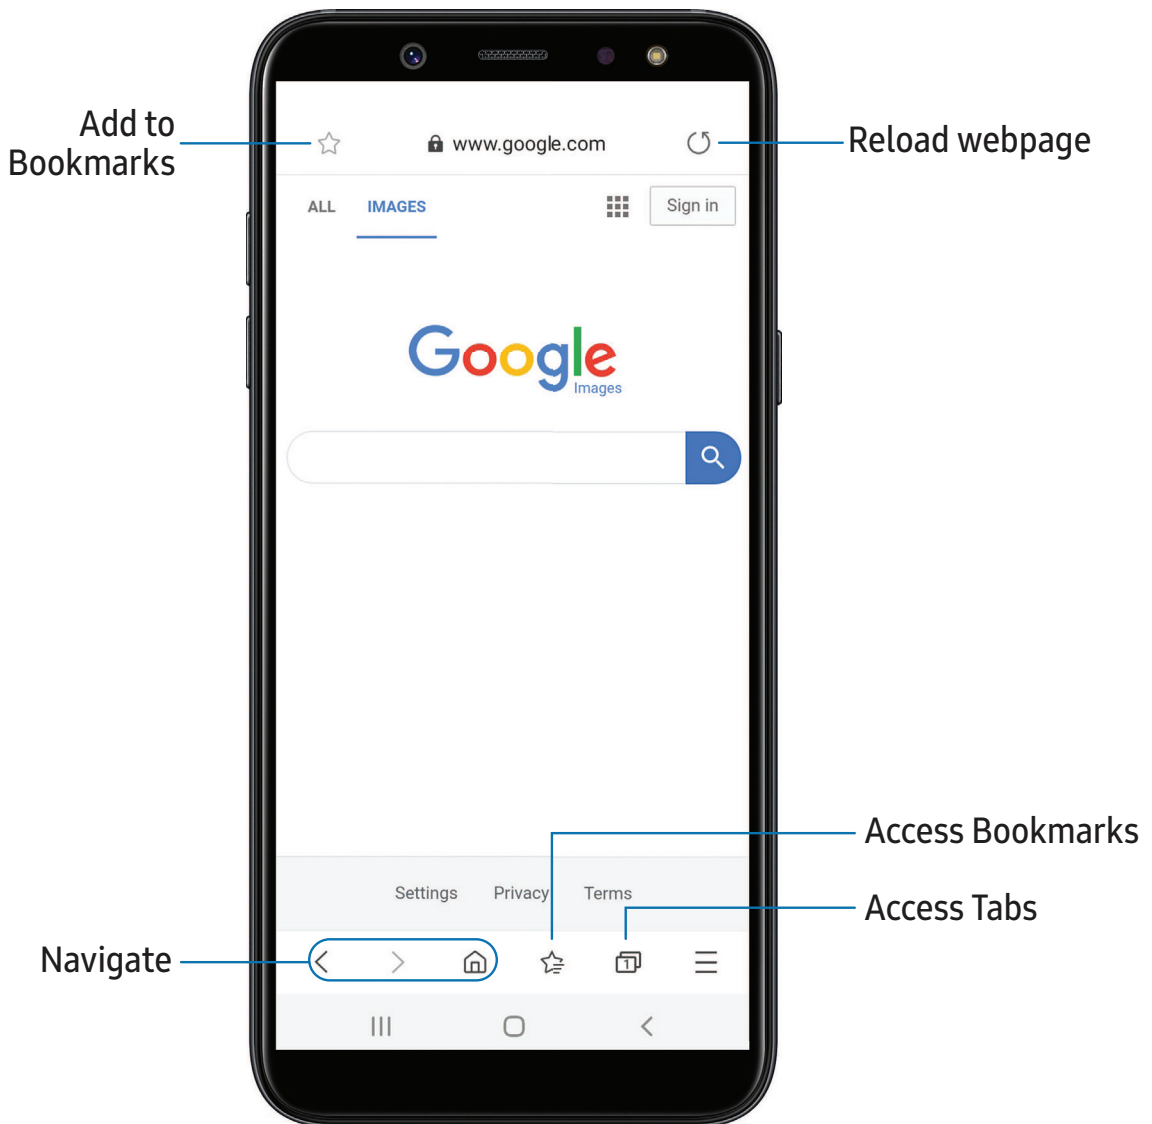 Add to
Bookmarks
www.google.com
Reload webpage
ALL IMAGES Sign in
Google
Images
Access Bookmarks
Settings Privacy Terms
Access Tabs
Navigate
1